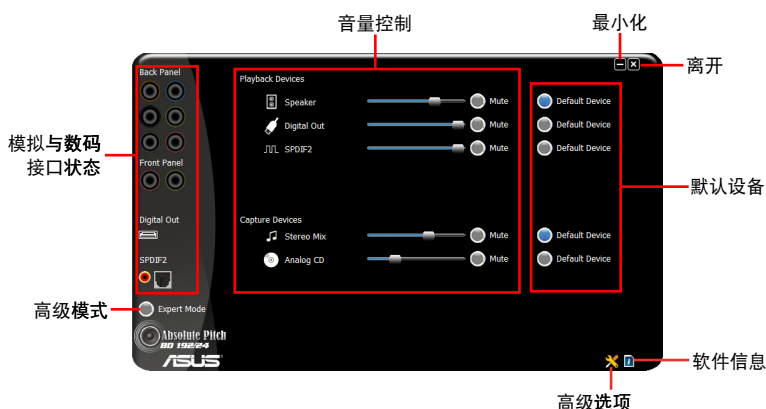 音量控制
最小化
离开
Back Panel
Playback Devices
Speaker
Mute
Default Device
Digital Out
Mute
Default Device
SPDIF2
Mute
Default Device
模拟与数码
接口状态
Front Panel
默认设备
Digital Out
Capture Devices
Stereo Mix
Mute
Default Device
SPDIF2
Analog CD
Mute
Default Device
高级模式
Expert Mode
Absolute Pitch
BD 192/24
ASUS
软件信息
高级选项